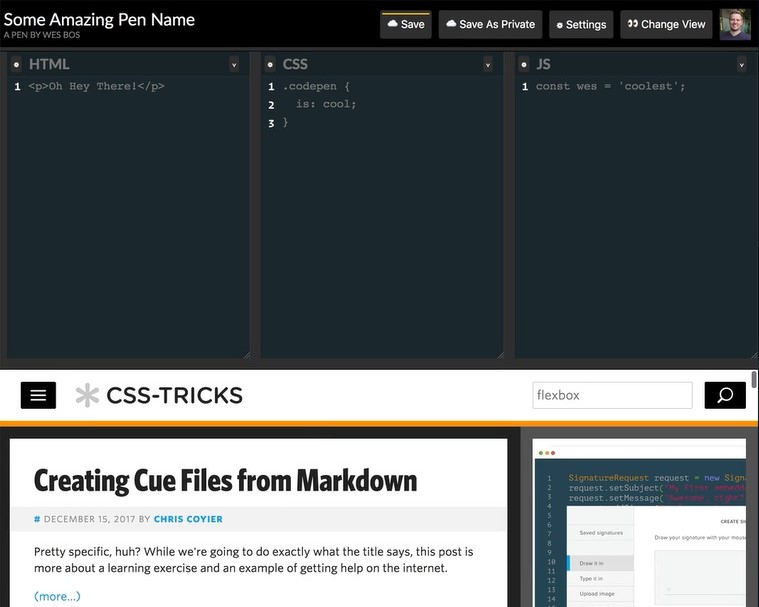 Some Amazing Pen Name
A PEN BY WES BOS
Save
Save As Private
Settings
Change View
HTML
1 <p>Oh Hey There!</p>
CSS
1 .codepen {
2 is: cool;
3 }
JS
1 const wes = 'coolest';
CSS-TRICKS
flexbox
Creating Cue Files from Markdown
# DECEMBER 15, 2017 BY CHRIS COYIER
Pretty specific, huh? While we're going to do exactly what the title says, this post is
more about a learning exercise and an example of getting help on the internet.
(more...)
1 SignatureRequest request = new Sign
2 request.setSubject("My First embedd
3 request.setMessage("Awesome, right?
4
5
6
7
8
9
10
11
12
13
14
CREATE SI
Saved signatures
Draw your signature with your mouse
Draw it in
Type it in
Upload image